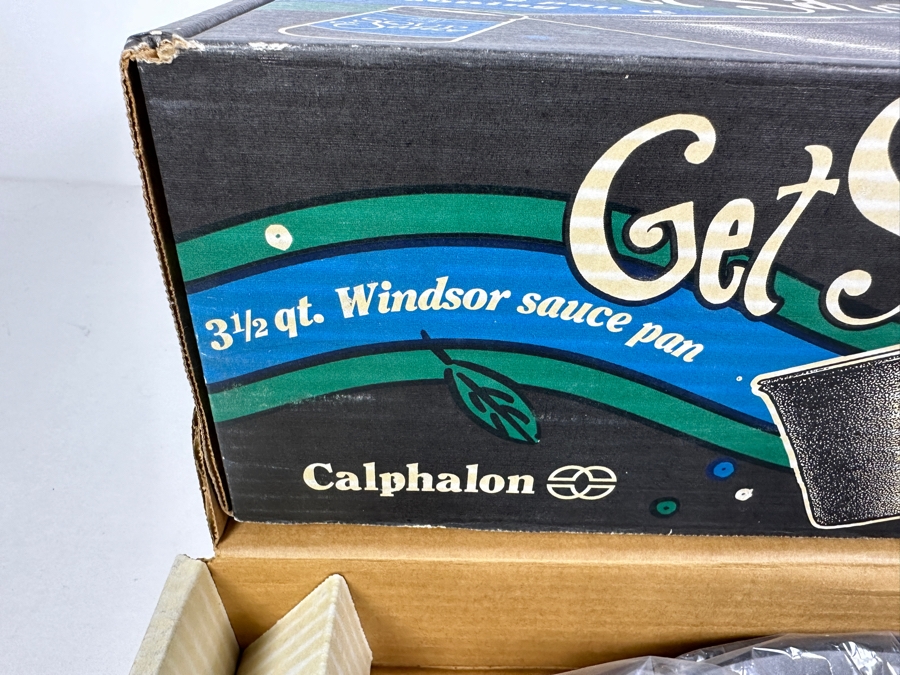 Get
3½ qt. Windsor sauce pan
Calphalon